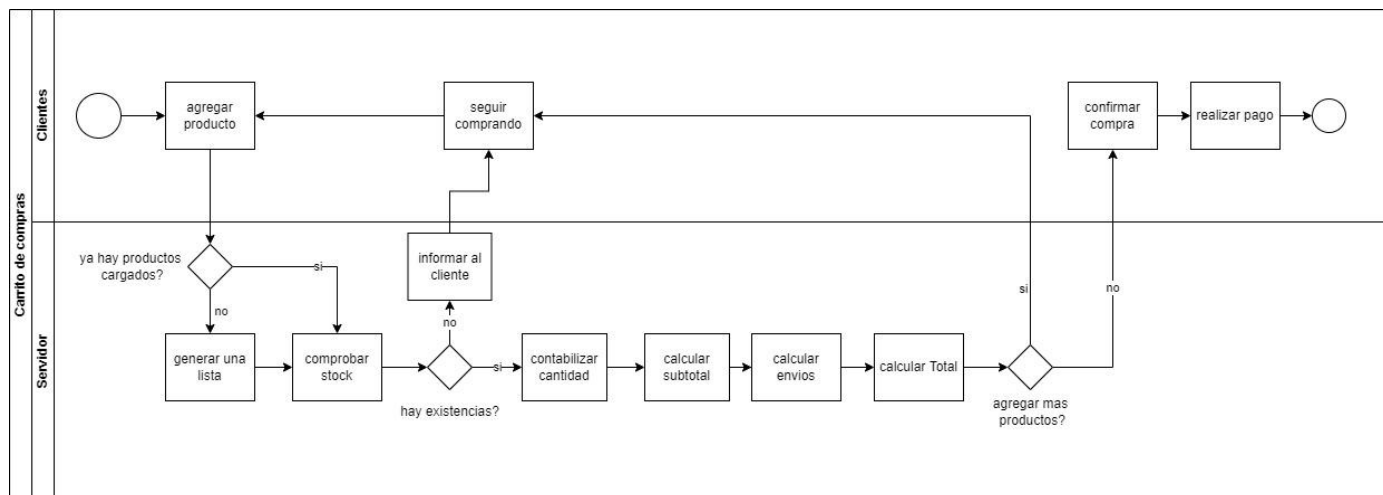 Carrito de compras
Clientes
agregar
producto
seguir
comprando
confirmar
compra
realizar pago
Servidor
ya hay productos
cargados?
si
no
informar al
cliente
no
si
no
generar una
lista
comprobar
stock
hay existencias?
si
contabilizar
cantidad
calcular
subtotal
calcular
envios
calcular Total
agregar mas
productos?